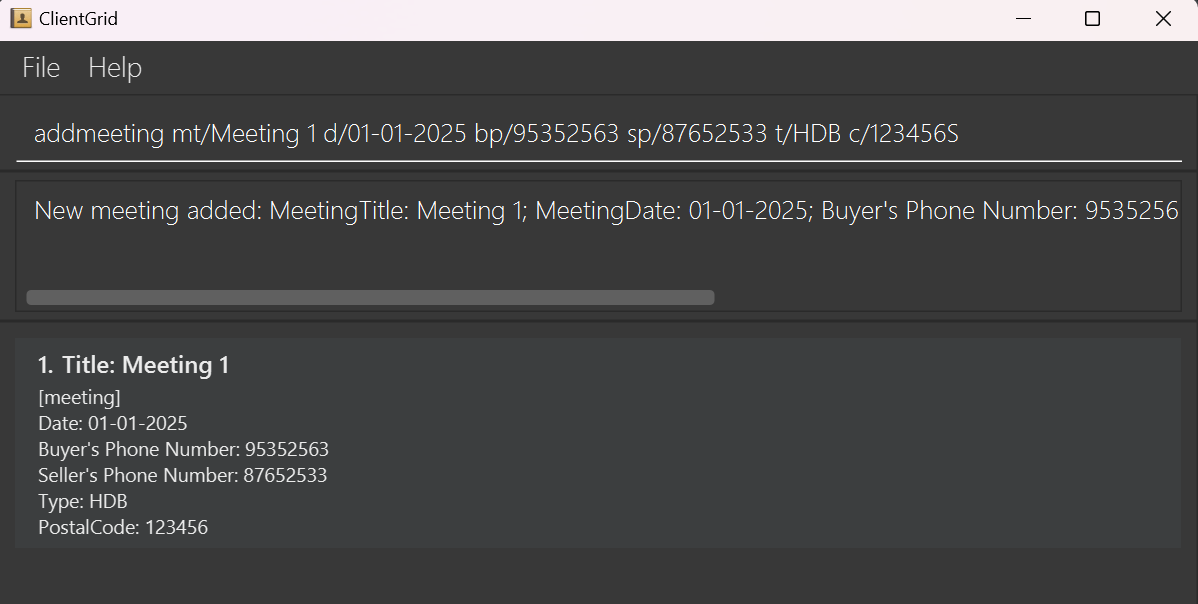 ClientGrid
File Help
addmeeting mt/Meeting 1 d/01-01-2025 bp/95352563 sp/87652533 t/HDB c/123456S
New meeting added: MeetingTitle: Meeting 1; MeetingDate: 01-01-2025; Buyer's Phone Number: 9535256
1. Title: Meeting 1
[meeting]
Date: 01-01-2025
Buyer's Phone Number: 95352563
Seller's Phone Number: 87652533
Type: HDB
PostalCode: 123456